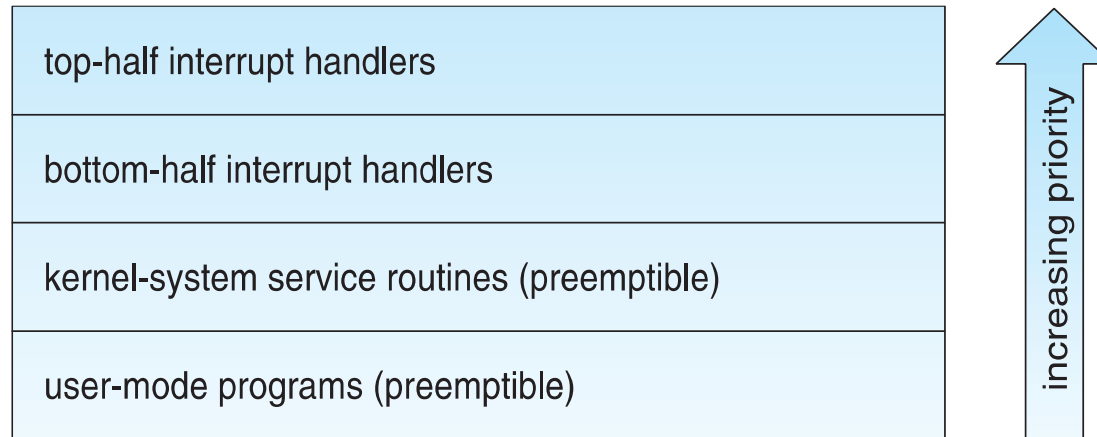 top-half interrupt handlers
bottom-half interrupt handlers
kernel-system service routines (preemptible)
user-mode programs (preemptible)
increasing priority